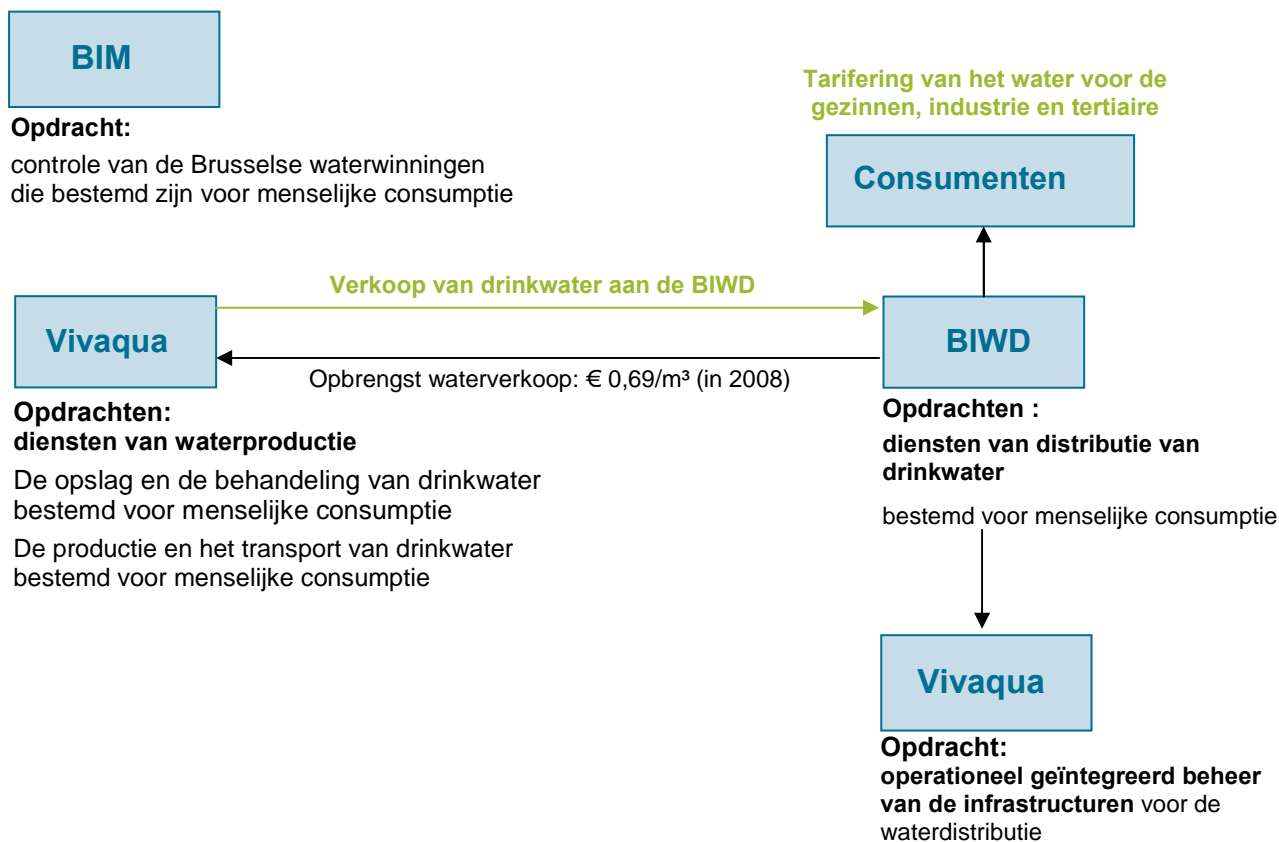 BIM
Opdracht:
controle van de Brusselse waterwinningen
die bestemd zijn voor menselijke consumptie
Tarifering van het water voor de
gezinnen, industrie en tertiaire
Consumenten
Verkoop van drinkwater aan de BIWD
Vivaqua
BIWD
Opbrengst waterverkoop: € 0,69/m³ (in 2008)
Opdrachten:
diensten van waterproductie
De opslag en de behandeling van drinkwater
bestemd voor menselijke consumptie
De productie en het transport van drinkwater
bestemd voor menselijke consumptie
Opdrachten :
diensten van distributie van
drinkwater
bestemd voor menselijke consumptie
Vivaqua
Opdracht:
operationeel geïntegreerd beheer
van de infrastructuren voor de
waterdistributie